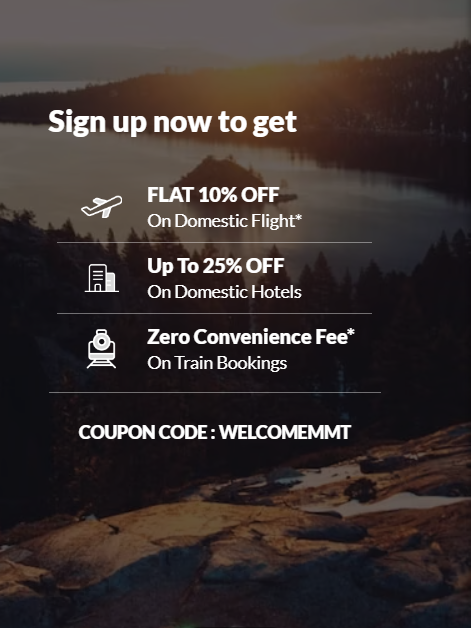 Sign up now to get
FLAT 10% OFF
On Domestic Flight*
Up To 25% OFF
On Domestic Hotels
Zero Convenience Fee*
On Train Bookings
COUPON CODE : WELCOMEMMT